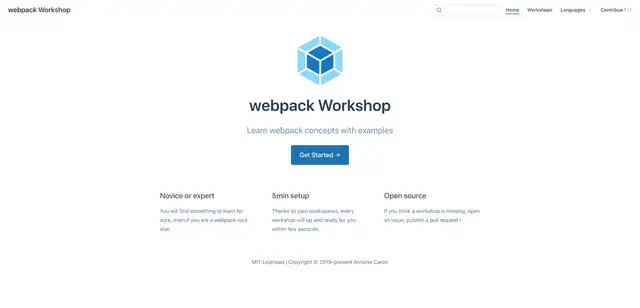 webpack Workshop
Home Workshops Languages Contribue !
webpack Workshop
Learn webpack concepts with examples
Get Started →
Novice or expert
You will find something to learn for
sure, even if you are a webpack rock
star.
5min setup
Thanks to yarn workspaces, every
workshop will up and ready for you
within few seconds.
Open source
If you think a workshop is missing, open
an issue, publish a pull request !
MIT Licensed | Copyright © 2019-present Antoine Caron